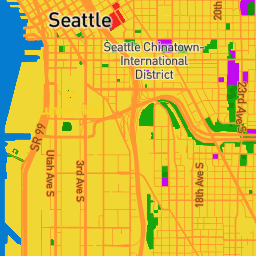 Seattle
20th
Seattle Chinatown-
International
District
23rd Ave S
SR 99
Utah Ave S
3rd Ave S
18th Ave S